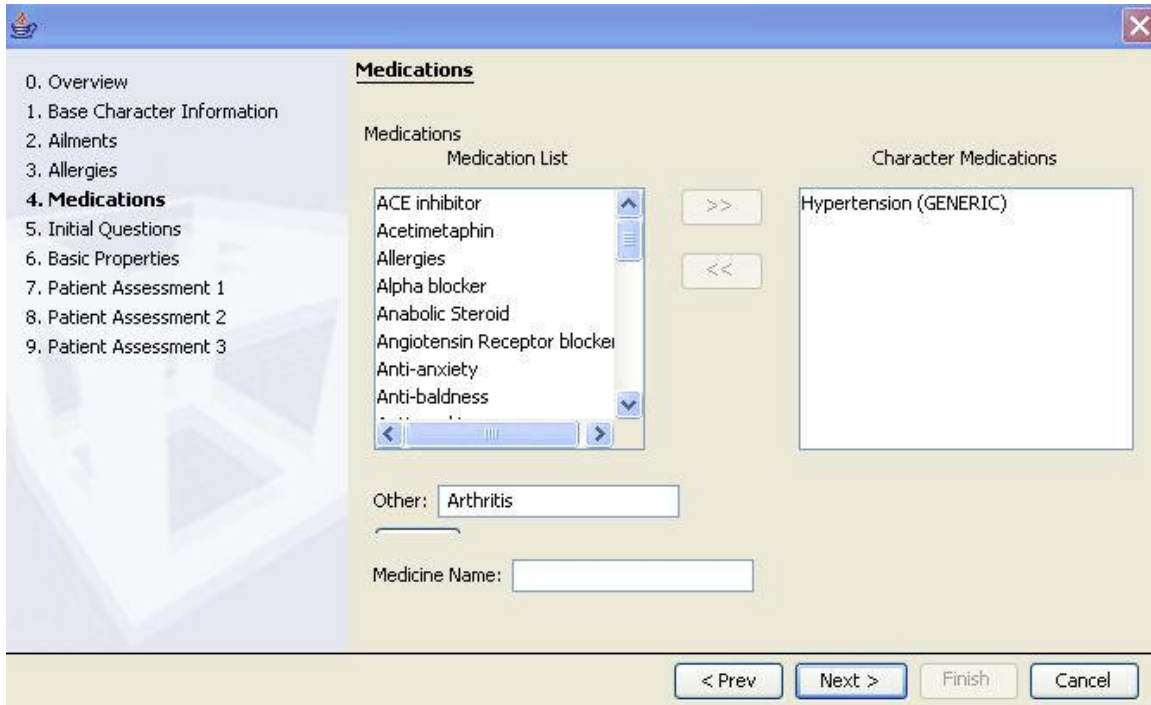 0. Overview
1. Base Character Information
2. Ailments
3. Allergies
4. Medications
5. Initial Questions
6. Basic Properties
7. Patient Assessment 1
8. Patient Assessment 2
9. Patient Assessment 3
Medications
Medications
Medication List
ACE inhibitor
Acetimetaphin
Allergies
Alpha blocker
Anabolic Steroid
Angiotensin Receptor blocker
Anti-anxiety
Anti-baldness
>>
<<
Character Medications
Hypertension (GENERIC)
Other: Arthritis
Medicine Name:
< Prev Next > Finish Cancel